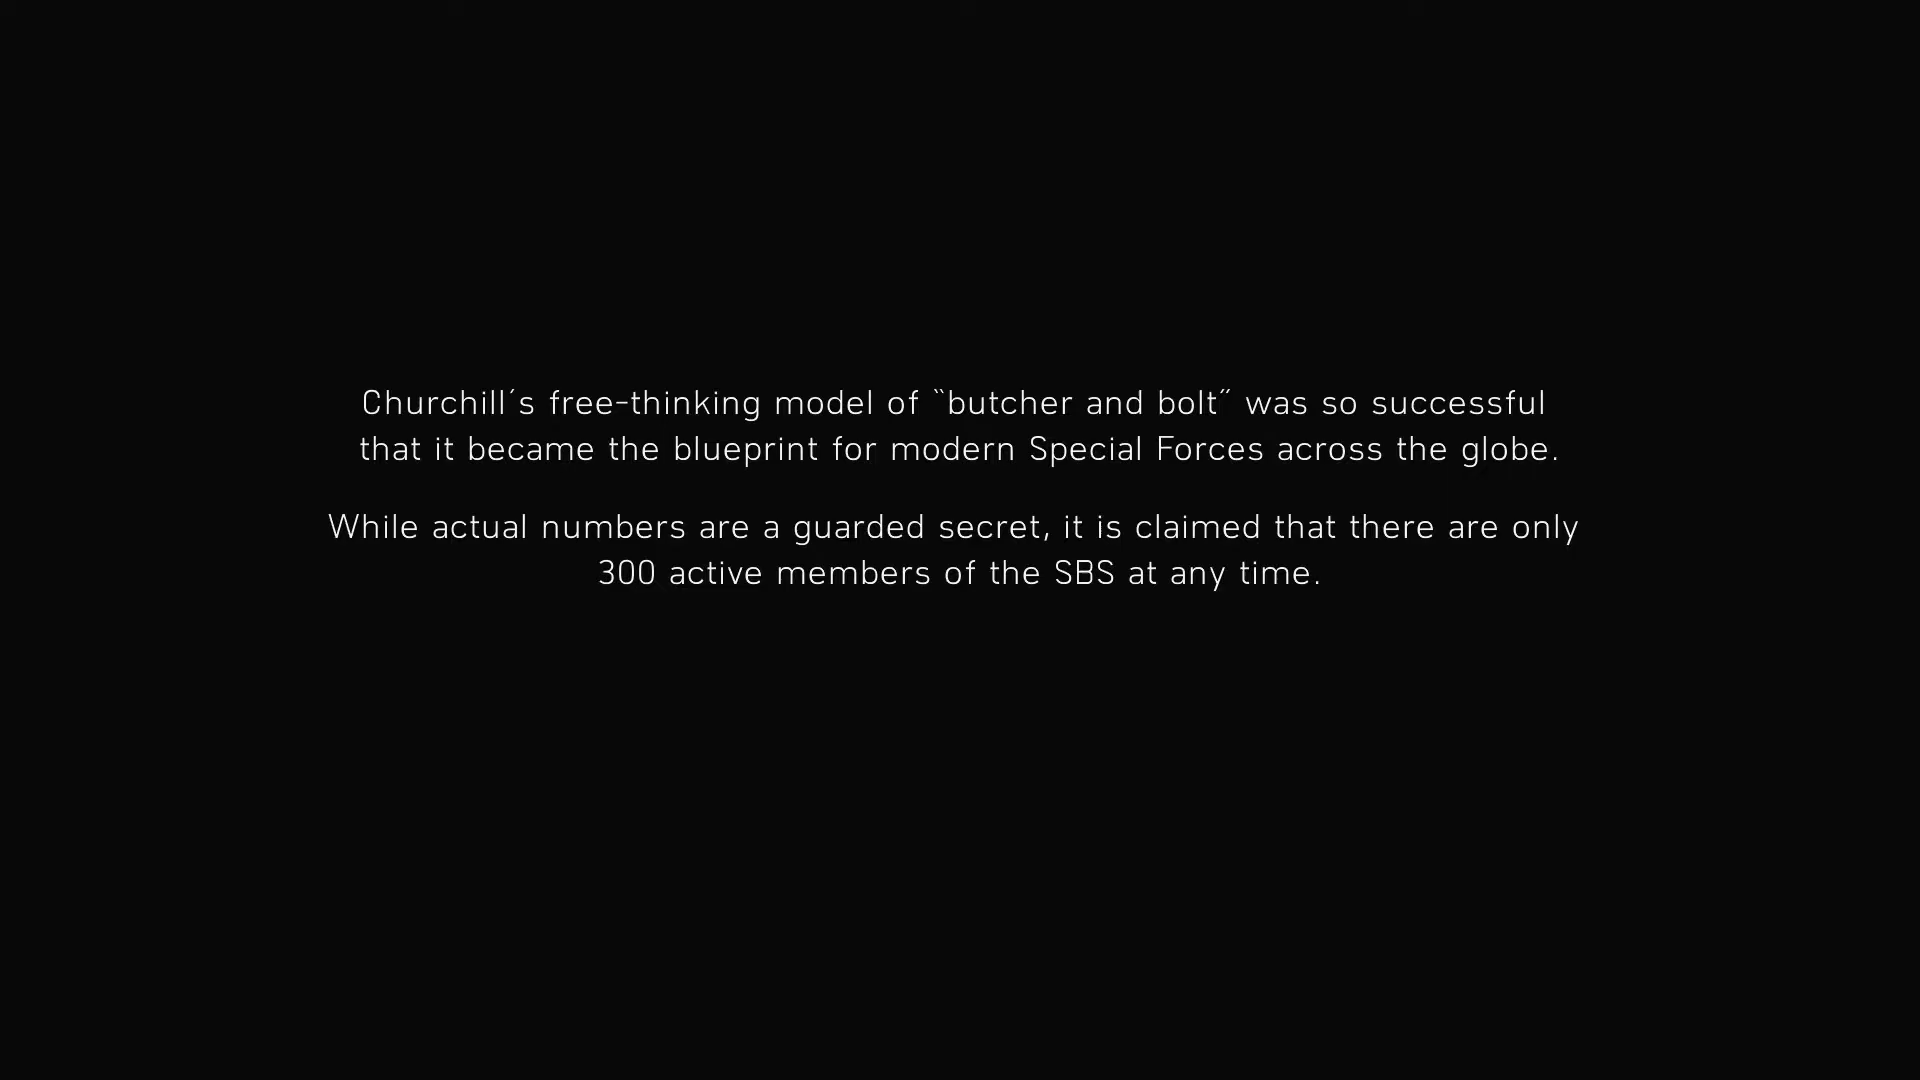 Churchill´s free-thinking model of “butcher and bolt” was so successful
that it became the blueprint for modern Special Forces across the globe.
While actual numbers are a guarded secret, it is claimed that there are only
300 active members of the SBS at any time.